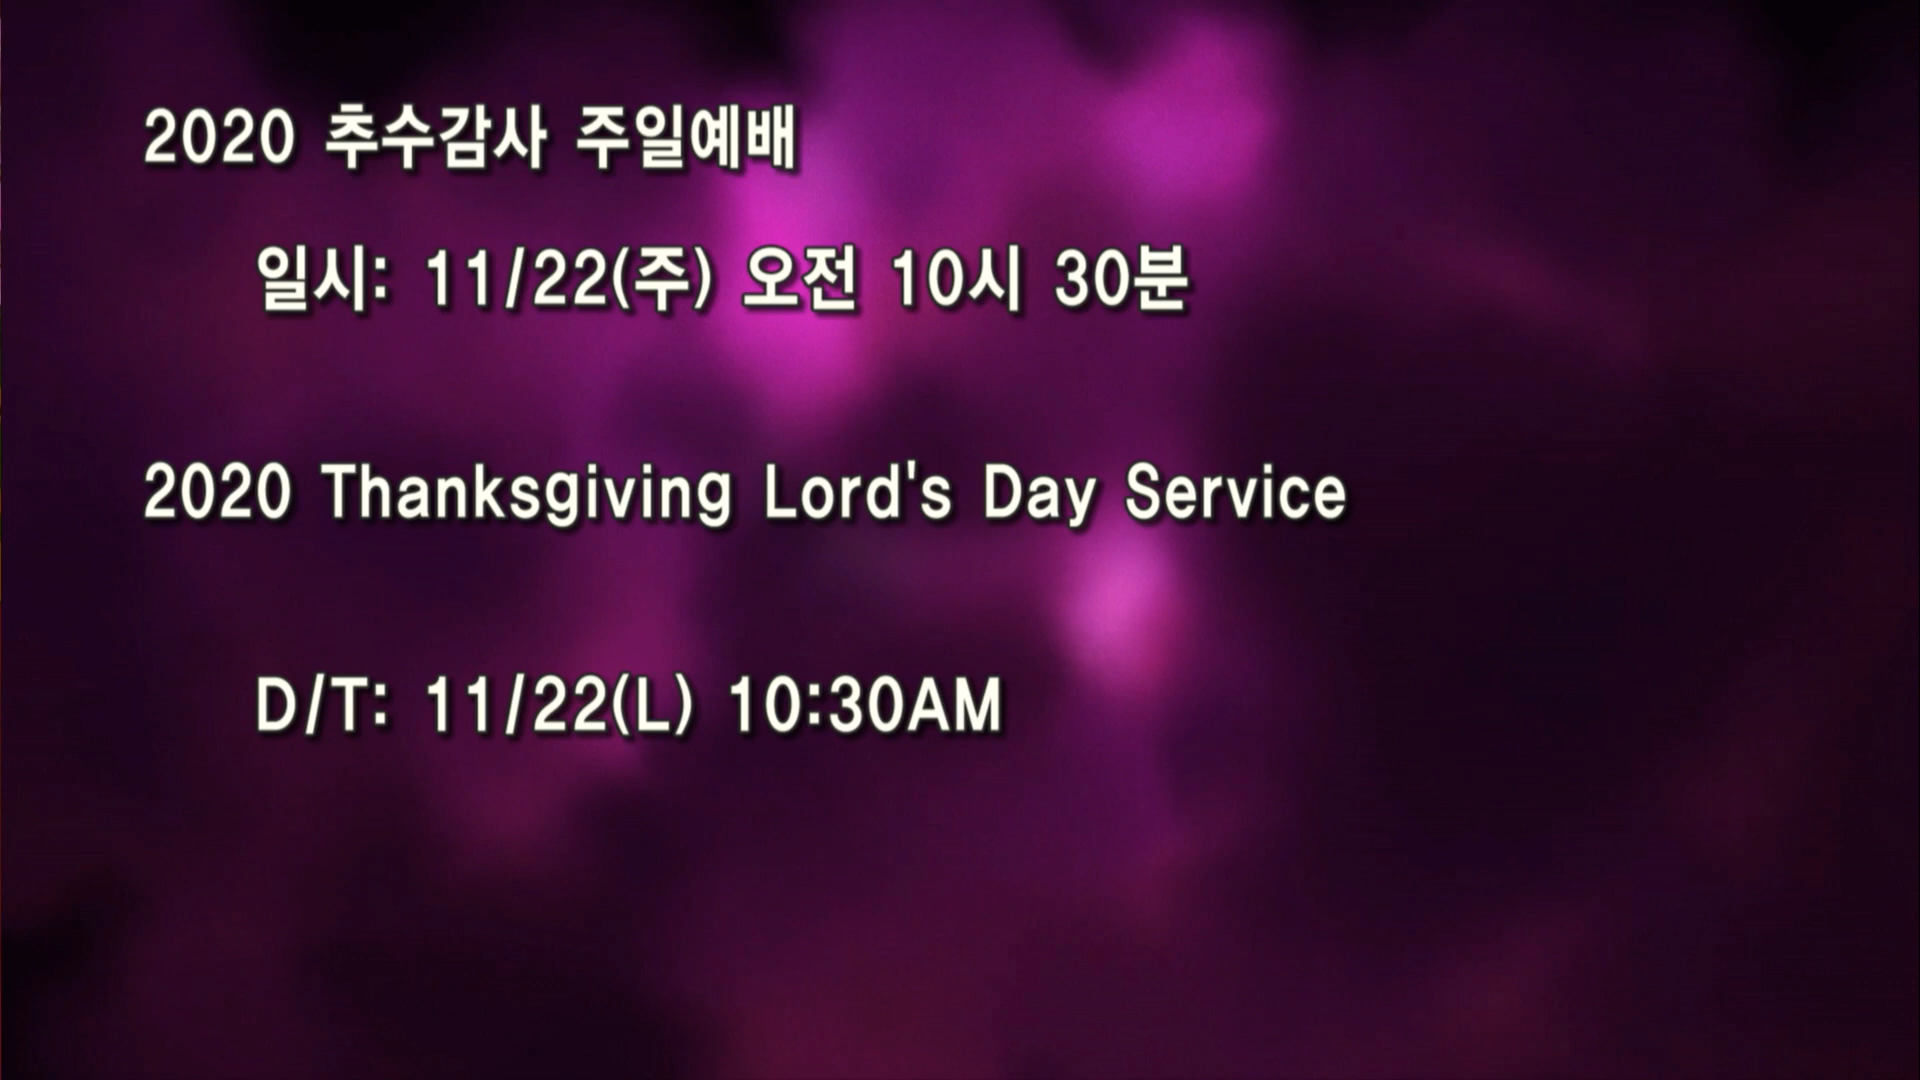 2020 추수감사 주일예배
일시: 11/22(주) 오전 10시 30분
2020 Thanksgiving Lord's Day Service
D/T: 11/22(L) 10:30AM